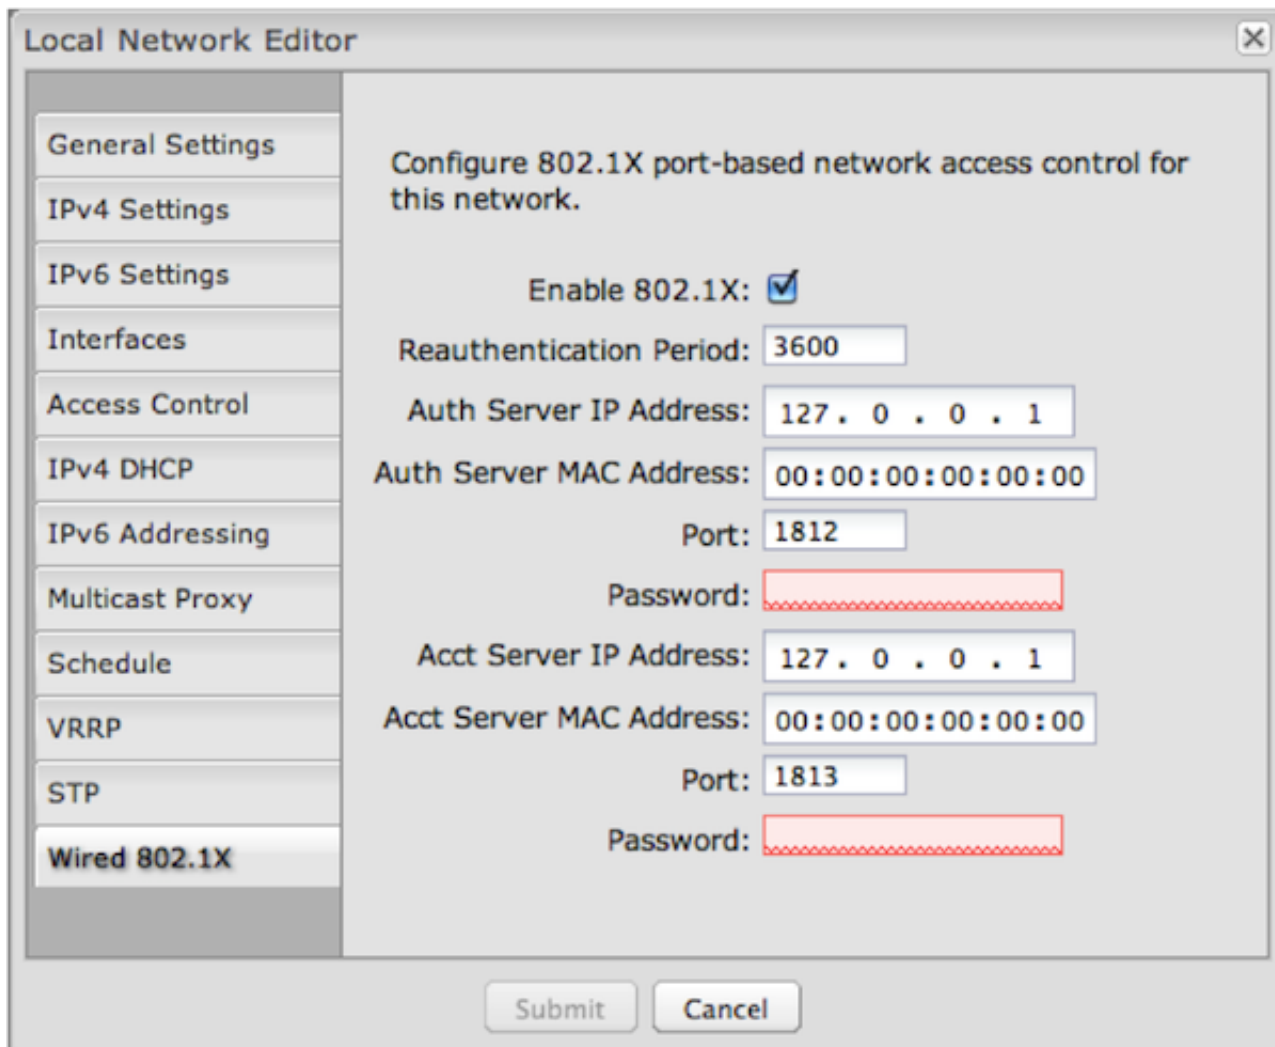 Local Network Editor
General Settings
IPv4 Settings
IPv6 Settings
Interfaces
Access Control
IPv4 DHCP
IPv6 Addressing
Multicast Proxy
Schedule
VRRP
STP
Wired 802.1X
Configure 802.1X port-based network access control for
this network.
Enable 802.1X:
Reauthentication Period: 3600
Auth Server IP Address: 127. 0 . 0 . 1
Auth Server MAC Address: 00:00:00:00:00:00
Port: 1812
Password:
Acct Server IP Address: 127. 0 . 0 . 1
Acct Server MAC Address: 00:00:00:00:00:00
Port: 1813
Password:
Submit Cancel